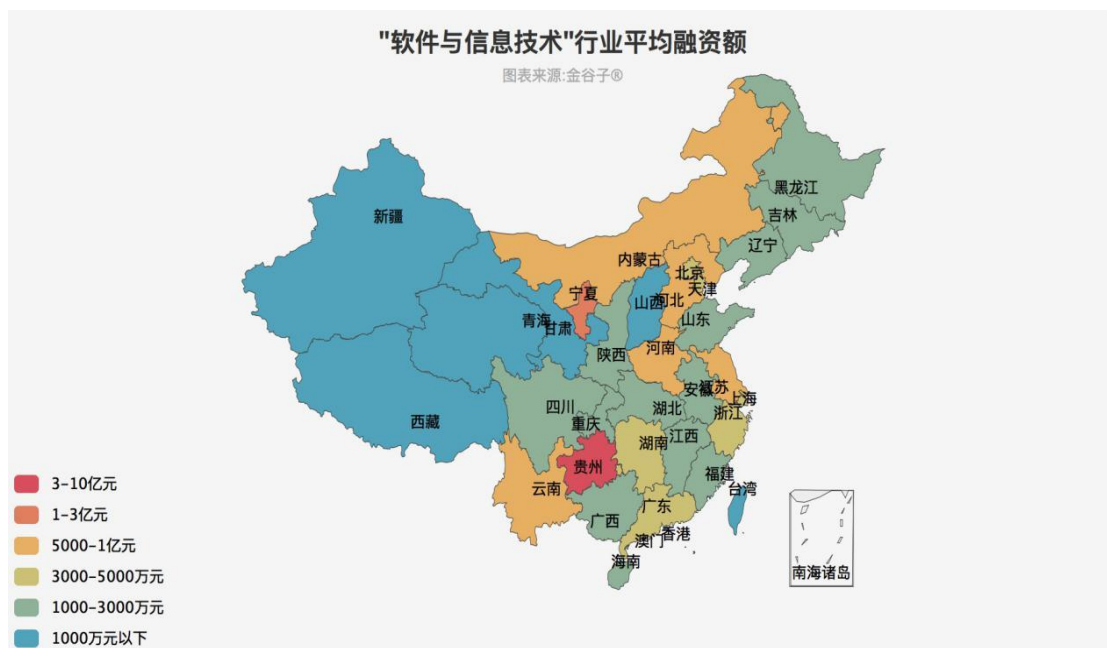 "软件与信息技术"行业平均融资额
图表来源:金谷子®
黑龙江
吉林
新疆
辽宁
内蒙古
北京
天津
宁夏
山西
河北
青海
甘肃
山东
陕西
河南
安徽
江苏
上海
四川
湖北
浙江
西藏
重庆
江西
湖南
贵州
福建
云南
台湾
广东
广西
香港
澳门
海南
南海诸岛
3-10亿元
1-3亿元
5000-1亿元
3000-5000万元
1000-3000万元
1000万元以下